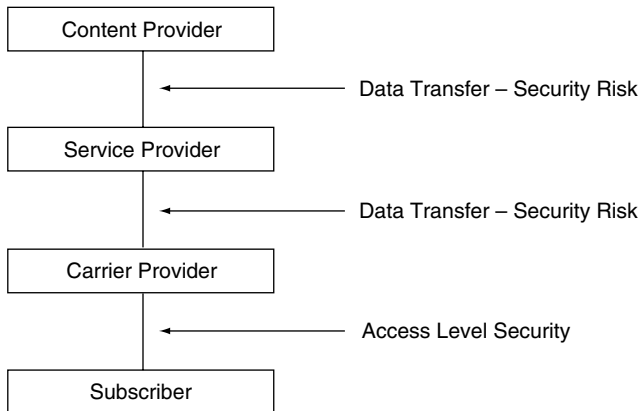 Content Provider
Data Transfer – Security Risk
Service Provider
Data Transfer – Security Risk
Carrier Provider
Access Level Security
Subscriber